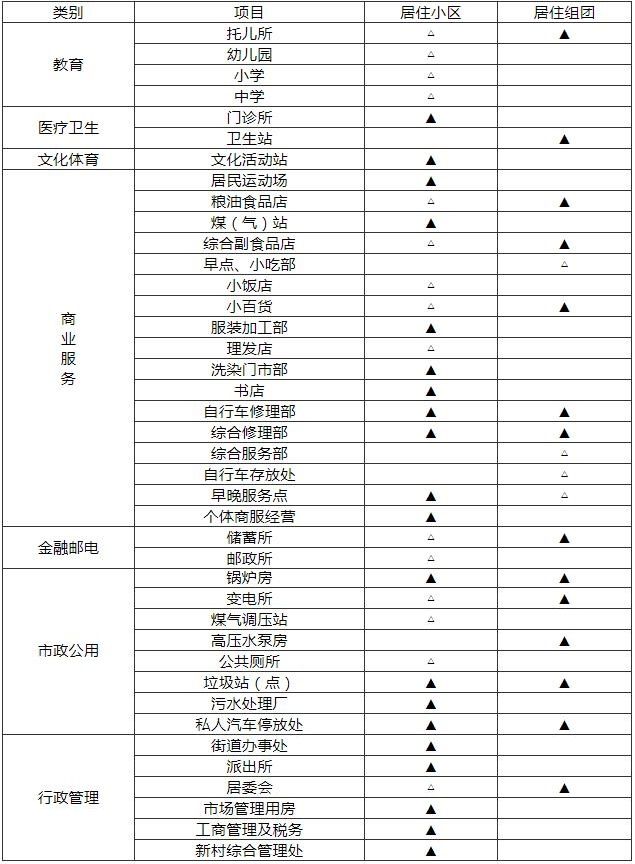 类别 项目 居住小区 居住组团
教育 托儿所 △ ▲
幼儿园 △
小学 △
中学 △
医疗卫生 门诊所 ▲
卫生站 ▲
文化体育 文化活动站 ▲
商业服务 居民运动场 ▲
粮油食品店 △ ▲
煤（气）站 ▲
综合副食品店 △ ▲
早点、小吃部 △
小饭店 △
小百货 △ ▲
服装加工部 ▲
理发店 △
洗染门市部 ▲
书店 ▲
自行车修理部 ▲ ▲
综合修理部 ▲ ▲
综合服务部 △
自行车存放处 △
早晚服务点 ▲ △
个体商服经营 ▲
金融邮电 储蓄所 △ ▲
邮政所 △
市政公用 锅炉房 ▲ ▲
变电所 △ ▲
煤气调压站 △
高压水泵房 ▲
公共厕所 △
垃圾站（点） ▲ ▲
污水处理厂 ▲
私人汽车停放处 ▲ ▲
行政管理 街道办事处 ▲
派出所 ▲
居委会 △ ▲
市场管理用房 ▲
工商管理及税务 ▲
新村综合管理处 ▲